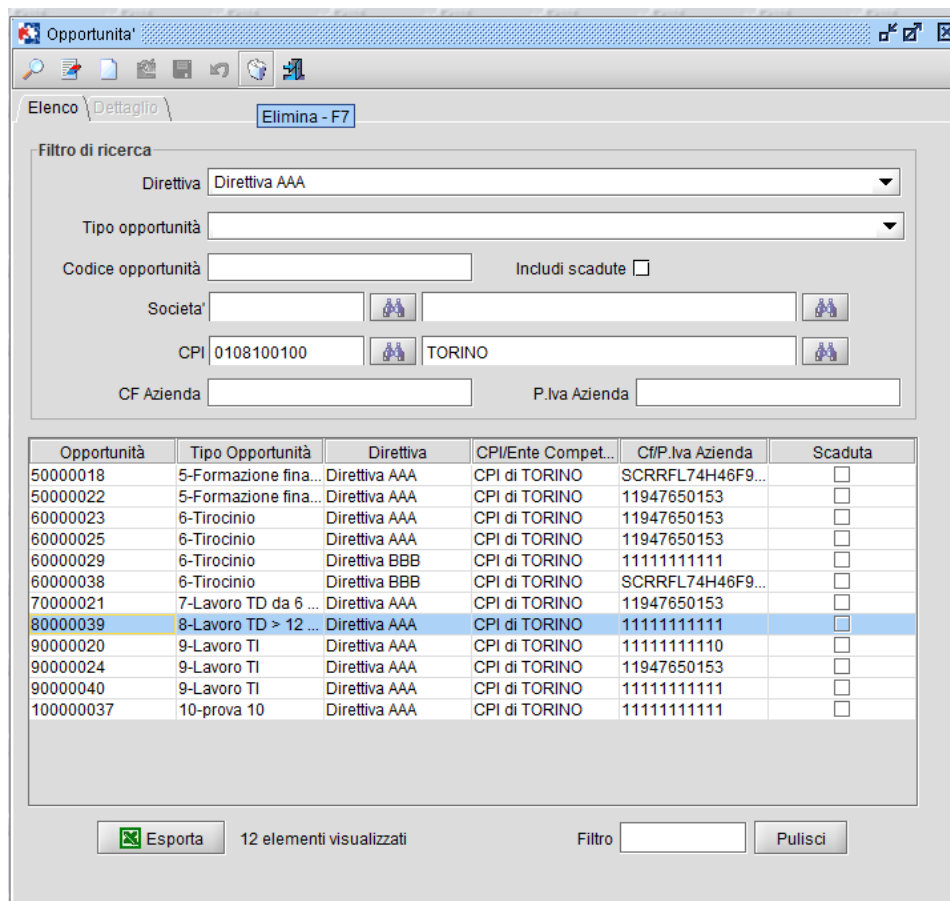 Opportunita'
Elenco Dettaglio
Elimina - F7
Filtro di ricerca
Direttiva Direttiva AAA
Tipo opportunità
Codice opportunità Includi scadute
Societa'
CPI 0108100100 TORINO
CF Azienda P.Iva Azienda
Opportunità Tipo Opportunità Direttiva CPI/Ente Compet... Cf/P.Iva Azienda Scaduta
50000018 5-Formazione fina... Direttiva AAA CPI di TORINO SCRRFL74H46F9...
50000022 5-Formazione fina... Direttiva AAA CPI di TORINO 11947650153
60000023 6-Tirocinio Direttiva AAA CPI di TORINO 11947650153
60000025 6-Tirocinio Direttiva AAA CPI di TORINO 11947650153
60000029 6-Tirocinio Direttiva BBB CPI di TORINO 11111111111
60000038 6-Tirocinio Direttiva BBB CPI di TORINO SCRRFL74H46F9...
70000021 7-Lavoro TD da 6 ... Direttiva AAA CPI di TORINO 11947650153
80000039 8-Lavoro TD > 12 ... Direttiva AAA CPI di TORINO 11111111111
90000020 9-Lavoro TI Direttiva AAA CPI di TORINO 11111111110
90000024 9-Lavoro TI Direttiva AAA CPI di TORINO 11947650153
90000040 9-Lavoro TI Direttiva AAA CPI di TORINO 11111111111
100000037 10-prova 10 Direttiva AAA CPI di TORINO 11111111111
Esporta 12 elementi visualizzati Filtro Pulisci